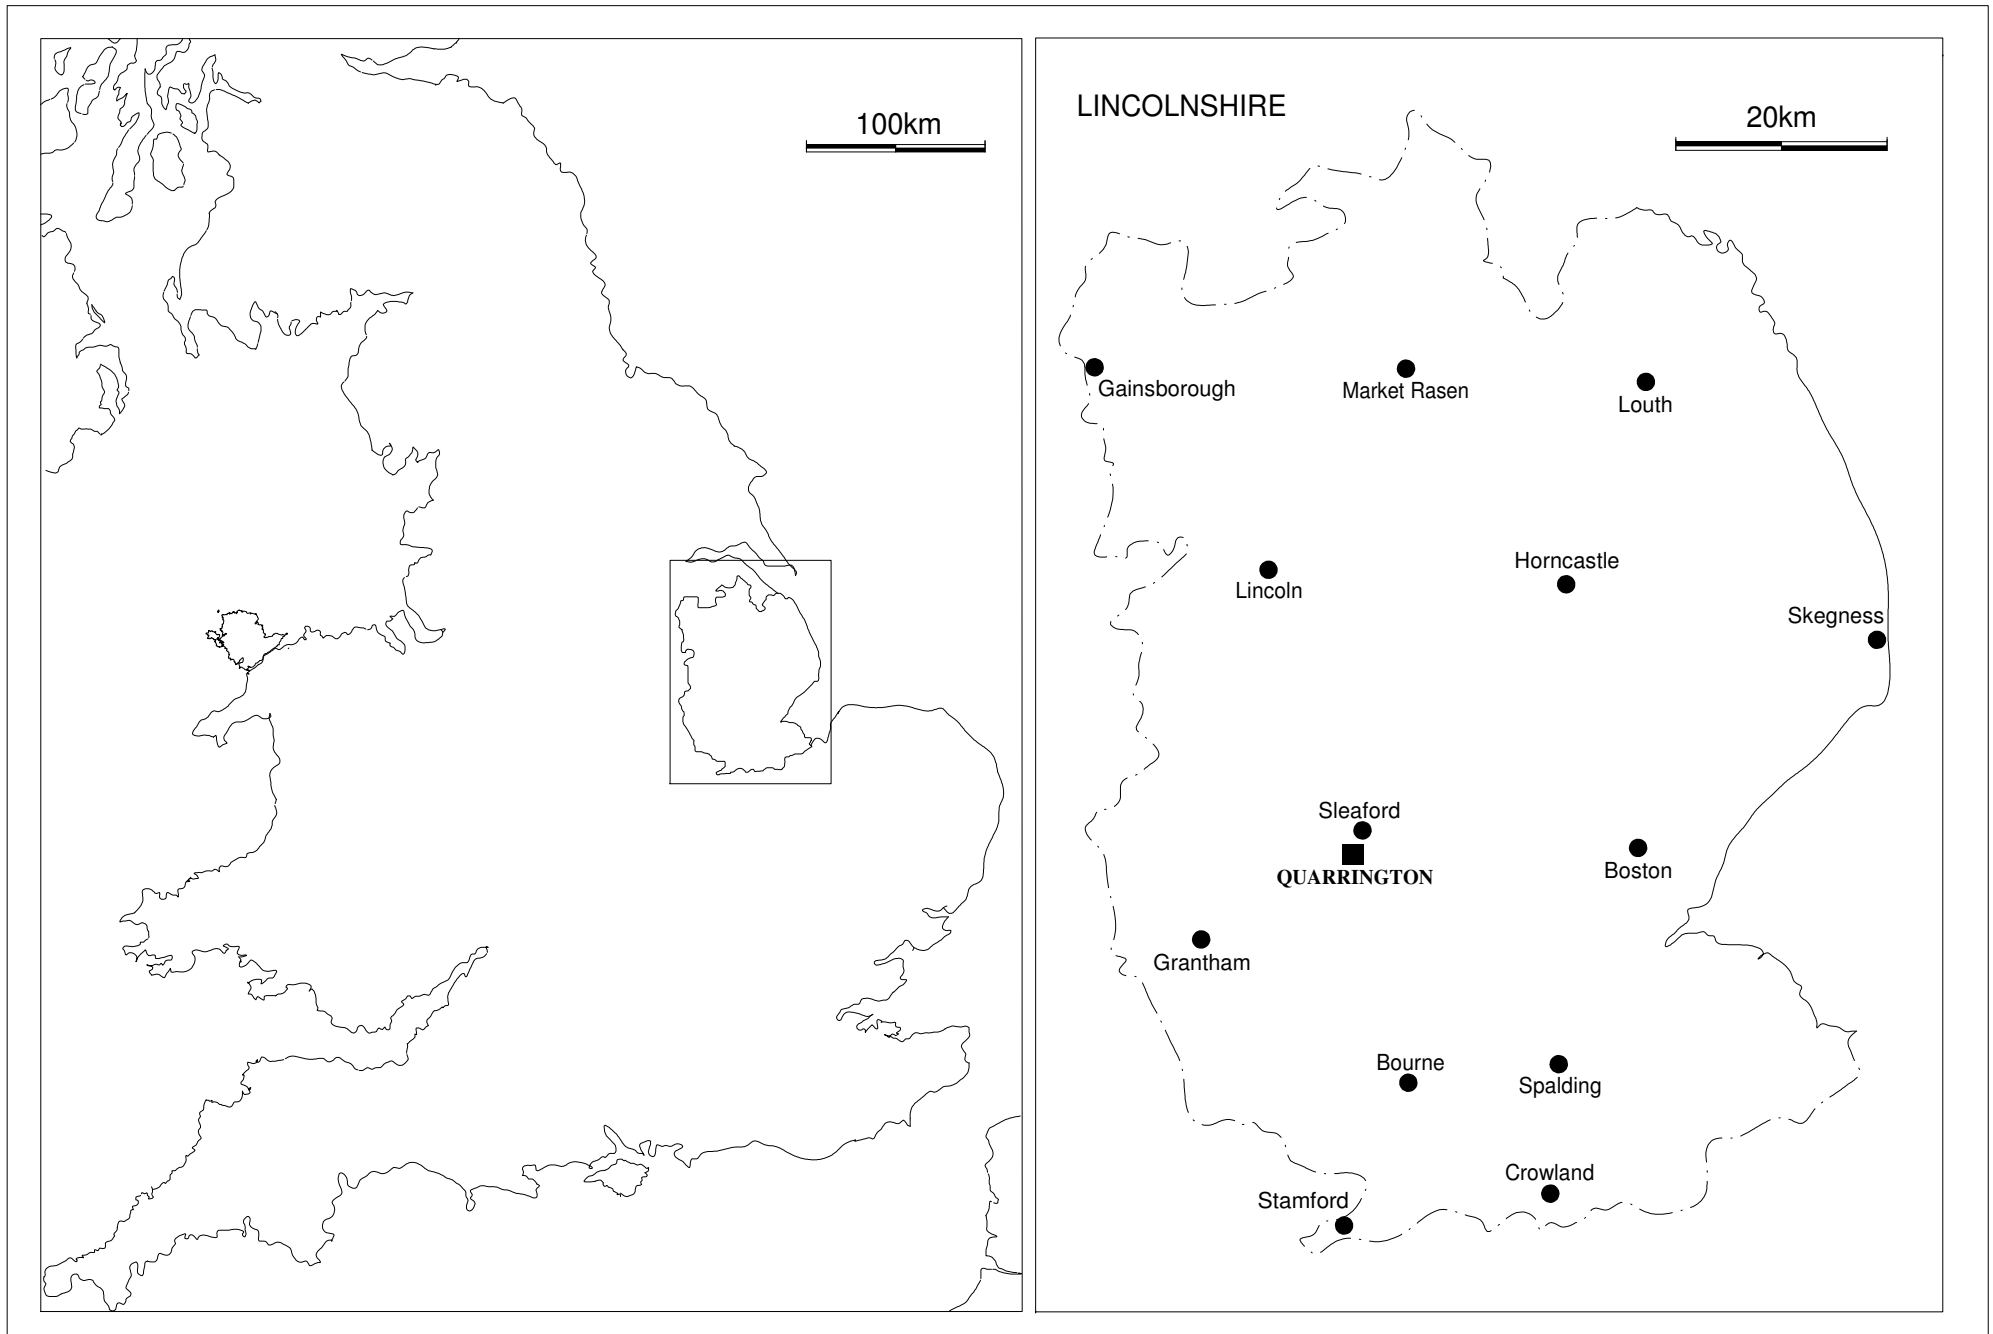 100km
LINCOLNSHIRE
20km
Gainsborough
Market Rasen
Louth
Horncastle
Lincoln
Skegness
Sleaford
QUARRINGTON
Boston
Grantham
Bourne
Spalding
Crowland
Stamford